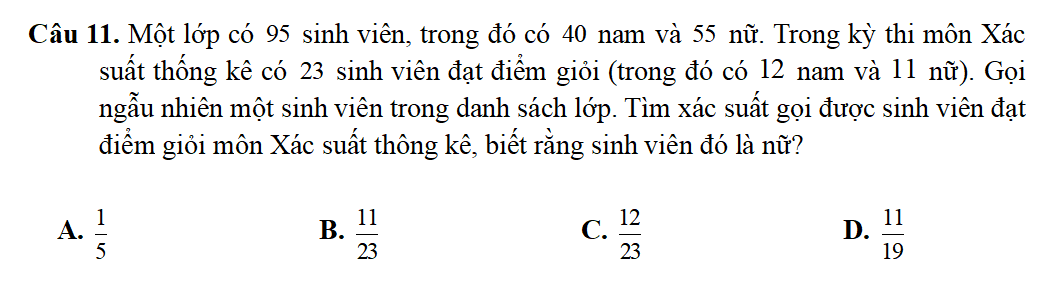 Câu 11. Một lớp có 95 sinh viên, trong đó có 40 nam và 55 nữ. Trong kỳ thi môn Xác
suất thống kê có 23 sinh viên đạt điểm giỏi (trong đó có 12 nam và 11 nữ). Gọi
ngẫu nhiên một sinh viên trong danh sách lớp. Tìm xác suất gọi được sinh viên đạt
điểm giỏi môn Xác suất thông kê, biết rằng sinh viên đó là nữ?
A. 1/5 B. 11/23 C. 12/23 D. 11/19